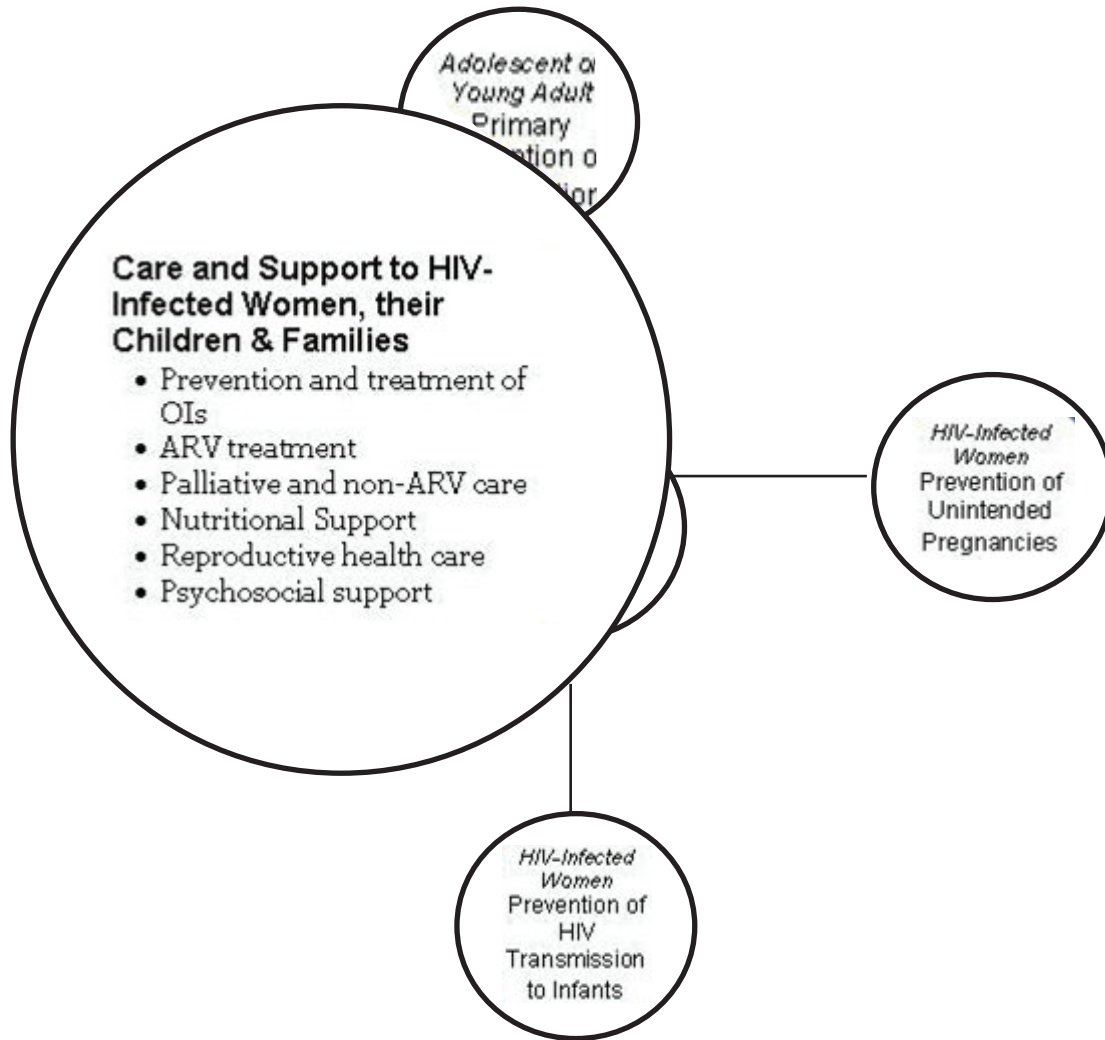 Adolescent
Young Adult
Primary
Care and Support to HIV-
Infected Women, their
Children & Families
• Prevention and treatment of
OIs
• ARV treatment
• Palliative and non-ARV care
• Nutritional Support
• Reproductive health care
• Psychosocial support
HIV-Infected
Women
Prevention of
Unintended
Pregnancies
HIV-Infected
Women
Prevention of
HIV
Transmission
to Infants